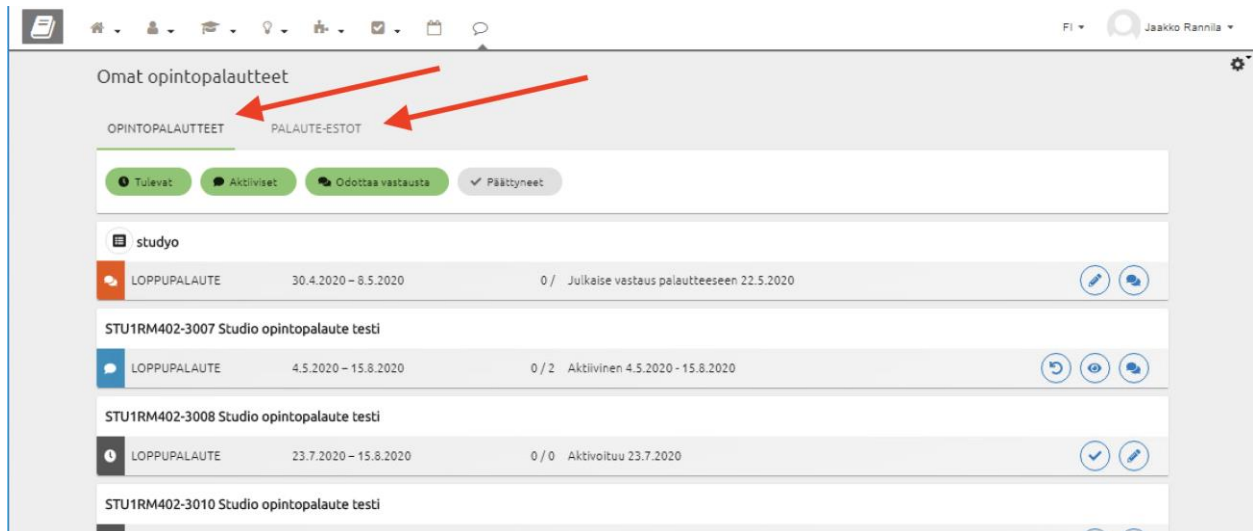 FI Jaakko Rannila
Omat opintopalautteet
OPINTOPALAUTTEET PALAUTE-ESTOT
Tulevat Aktiiviset Odottaa vastausta Päättyneet
studyo
LOPPUPALAUTE 30.4.2020 – 8.5.2020 0 / Julkaise vastaus palautteeseen 22.5.2020
STU1RM402-3007 Studio opintopalaute testi
LOPPUPALAUTE 4.5.2020 – 15.8.2020 0 / 2 Aktiivinen 4.5.2020 - 15.8.2020
STU1RM402-3008 Studio opintopalaute testi
LOPPUPALAUTE 23.7.2020 – 15.8.2020 0 / 0 Aktivoituu 23.7.2020
STU1RM402-3010 Studio opintopalaute testi